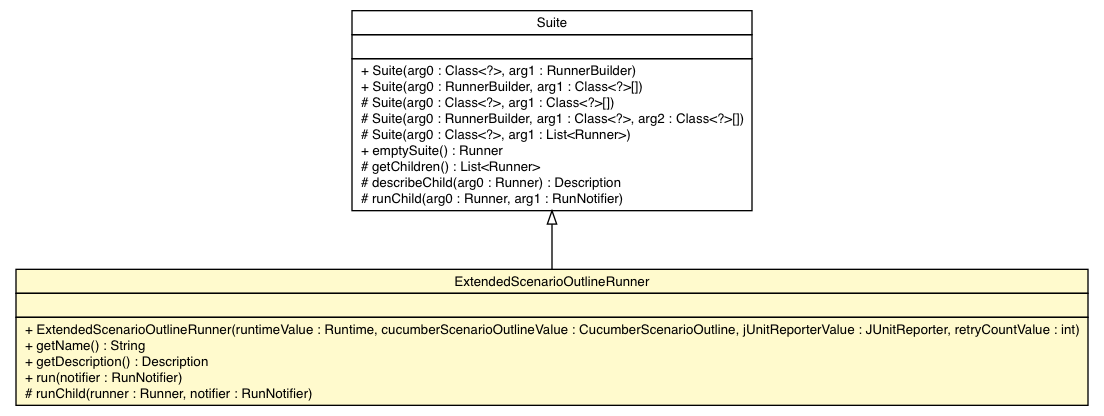 Suite
+ Suite(arg0 : Class<?>, arg1 : RunnerBuilder)
+ Suite(arg0 : RunnerBuilder, arg1 : Class<?>[])
# Suite(arg0 : Class<?>, arg1 : Class<?>[])
# Suite(arg0 : RunnerBuilder, arg1 : Class<?>, arg2 : Class<?>[])
# Suite(arg0 : Class<?>, arg1 : List<Runner>)
+ emptySuite() : Runner
# getChildren() : List<Runner>
# describeChild(arg0 : Runner) : Description
# runChild(arg0 : Runner, arg1 : RunNotifier)
ExtendedScenarioOutlineRunner
+ ExtendedScenarioOutlineRunner(runtimeValue : Runtime, cucumberScenarioOutlineValue : CucumberScenarioOutline, jUnitReporterValue : JUnitReporter, retryCountValue : int)
+ getName() : String
+ getDescription() : Description
+ run(notifier : RunNotifier)
# runChild(runner : Runner, notifier : RunNotifier)